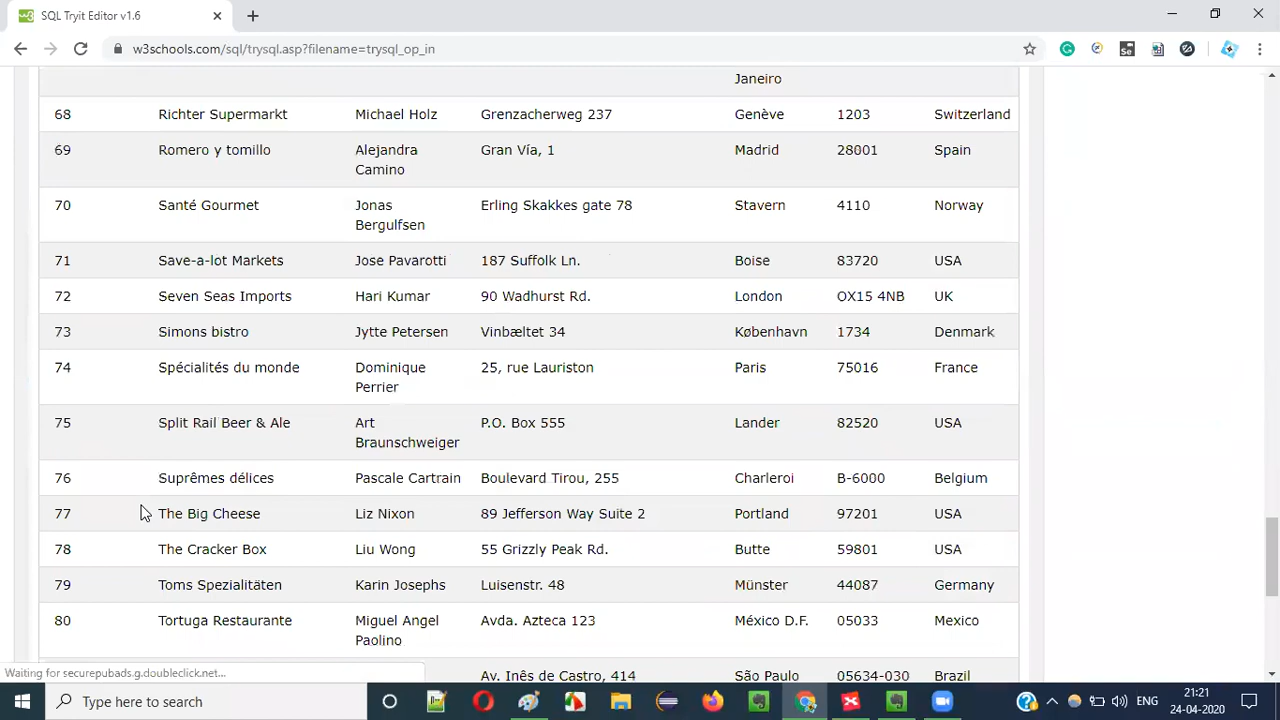 SQL Tryit Editor v1.6
w3schools.com/sql/trysql.asp?filename=trysql_op_in
Janeiro
68 Richter Supermarkt Michael Holz Grenzacherweg 237 Genève 1203 Switzerland
69 Romero y tomillo Alejandra Camino Gran Vía, 1 Madrid 28001 Spain
70 Santé Gourmet Jonas Bergulfsen Erling Skakkes gate 78 Stavern 4110 Norway
71 Save-a-lot Markets Jose Pavarotti 187 Suffolk Ln. Boise 83720 USA
72 Seven Seas Imports Hari Kumar 90 Wadhurst Rd. London OX15 4NB UK
73 Simons bistro Jytte Petersen Vinbæltet 34 København 1734 Denmark
74 Spécialités du monde Dominique Perrier 25, rue Lauriston Paris 75016 France
75 Split Rail Beer & Ale Art Braunschweiger P.O. Box 555 Lander 82520 USA
76 Suprêmes délices Pascale Cartrain Boulevard Tirou, 255 Charleroi B-6000 Belgium
77 The Big Cheese Liz Nixon 89 Jefferson Way Suite 2 Portland 97201 USA
78 The Cracker Box Liu Wong 55 Grizzly Peak Rd. Butte 59801 USA
79 Toms Spezialitäten Karin Josephs Luisenstr. 48 Münster 44087 Germany
80 Tortuga Restaurante Miguel Angel Paolino Avda. Azteca 123 México D.F. 05033 Mexico
Av. Inês de Castro, 414 São Paulo 05634-030 Brazil
Waiting for securepubads.g.doubleclick.net...
Type here to search
ENG
21:21
24-04-2020